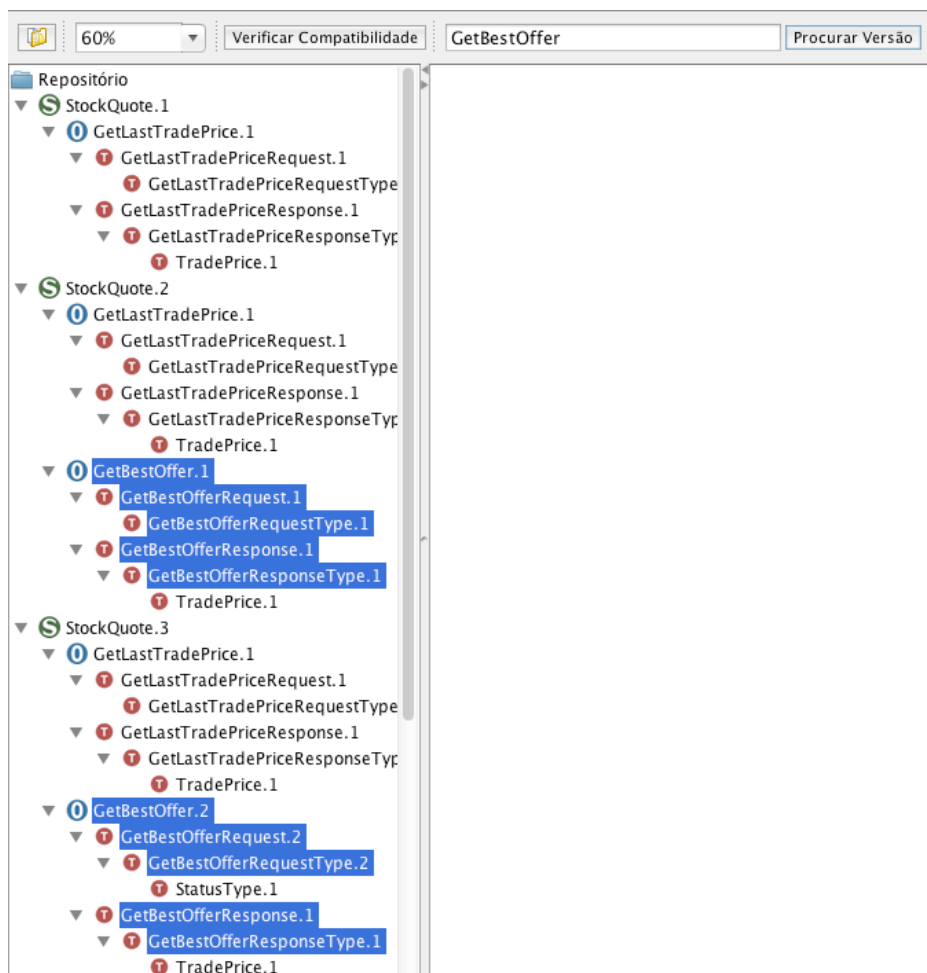 60% Verificar Compatibilidade GetBestOffer Procurar Versão
Repositório
StockQuote.1
GetLastTradePrice.1
GetLastTradePriceRequest.1
GetLastTradePriceRequestType
GetLastTradePriceResponse.1
GetLastTradePriceResponseTyp
TradePrice.1
StockQuote.2
GetLastTradePrice.1
GetLastTradePriceRequest.1
GetLastTradePriceRequestType
GetLastTradePriceResponse.1
GetLastTradePriceResponseTyp
TradePrice.1
GetBestOffer.1
GetBestOfferRequest.1
GetBestOfferRequestType.1
GetBestOfferResponse.1
GetBestOfferResponseType.1
TradePrice.1
StockQuote.3
GetLastTradePrice.1
GetLastTradePriceRequest.1
GetLastTradePriceRequestType
GetLastTradePriceResponse.1
GetLastTradePriceResponseTyp
TradePrice.1
GetBestOffer.2
GetBestOfferRequest.2
GetBestOfferRequestType.2
StatusType.1
GetBestOfferResponse.1
GetBestOfferResponseType.1
TradePrice.1